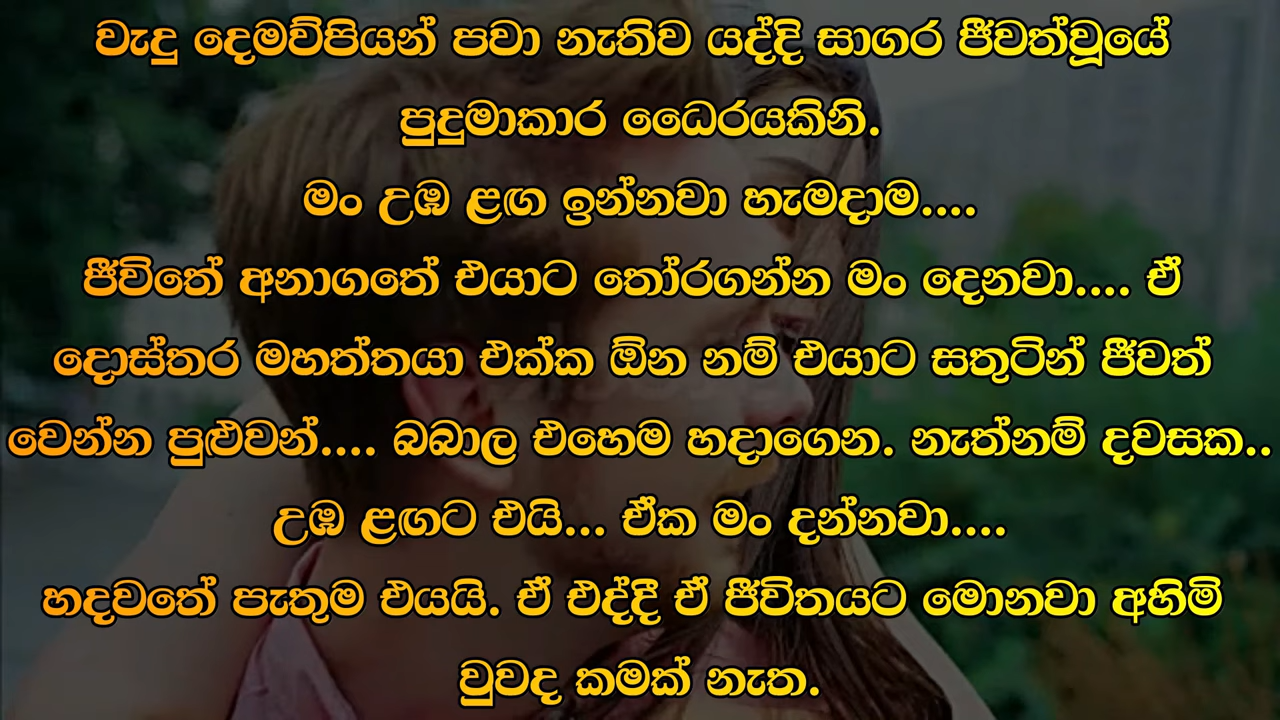 වැදූ දෙමව්පියන් පවා නැතිව යද්දි සාගර ජීවත්වූයේ
පුදුමාකාර ධෛරයකිනි.
මං උඹ ළඟ ඉන්නවා හැමදාම....
ජීවිතේ අනාගතේ එයාට තෝරගන්න මං දෙනවා.... ඒ
දොස්තර මහත්තයා එක්ක ඕන නම් එයාට සතුටින් ජීවත්
වෙන්න පුළුවන්.... බබාල එහෙම හදාගෙන. නැත්නම් දවසක..
උඹ ළඟට එයි... ඒක මං දන්නවා....
හදවතේ පැතුම එයයි. ඒ එද්දී ඒ ජීවිතයට මොනවා අහිමි
වුවද කමක් නැත.